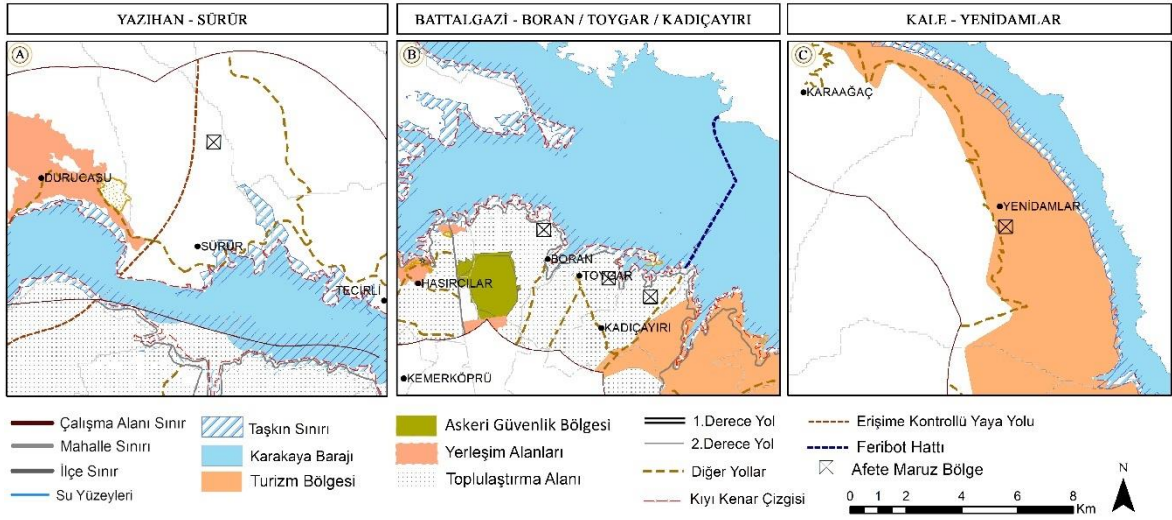 YAZIHAN - SÜRÜR
BATTALGAZİ - BORAN / TOYGAR / KADIÇAYIRI
KALE - YENİDAMLAR
A
DURUCASU
SÜRÜR
TECİRLİ
B
BORAN
TOYGAR
HASIRCILAR
KADIÇAYIRI
KEMERKÖPRÜ
C
KARAAĞAÇ
YENİDAMLAR
Çalışma Alanı Sınır
Mahalle Sınırı
İlçe Sınır
Su Yüzeyleri
Taşkın Sınırı
Karakaya Barajı
Turizm Bölgesi
Askeri Güvenlik Bölgesi
Yerleşim Alanları
Toplulaştırma Alanı
1.Derece Yol
2.Derece Yol
Diğer Yollar
Kıyı Kenar Çizgisi
Erişime Kontrollü Yaya Yolu
Feribot Hattı
Afete Maruz Bölge
N
0 1 2 4 6 8
Km